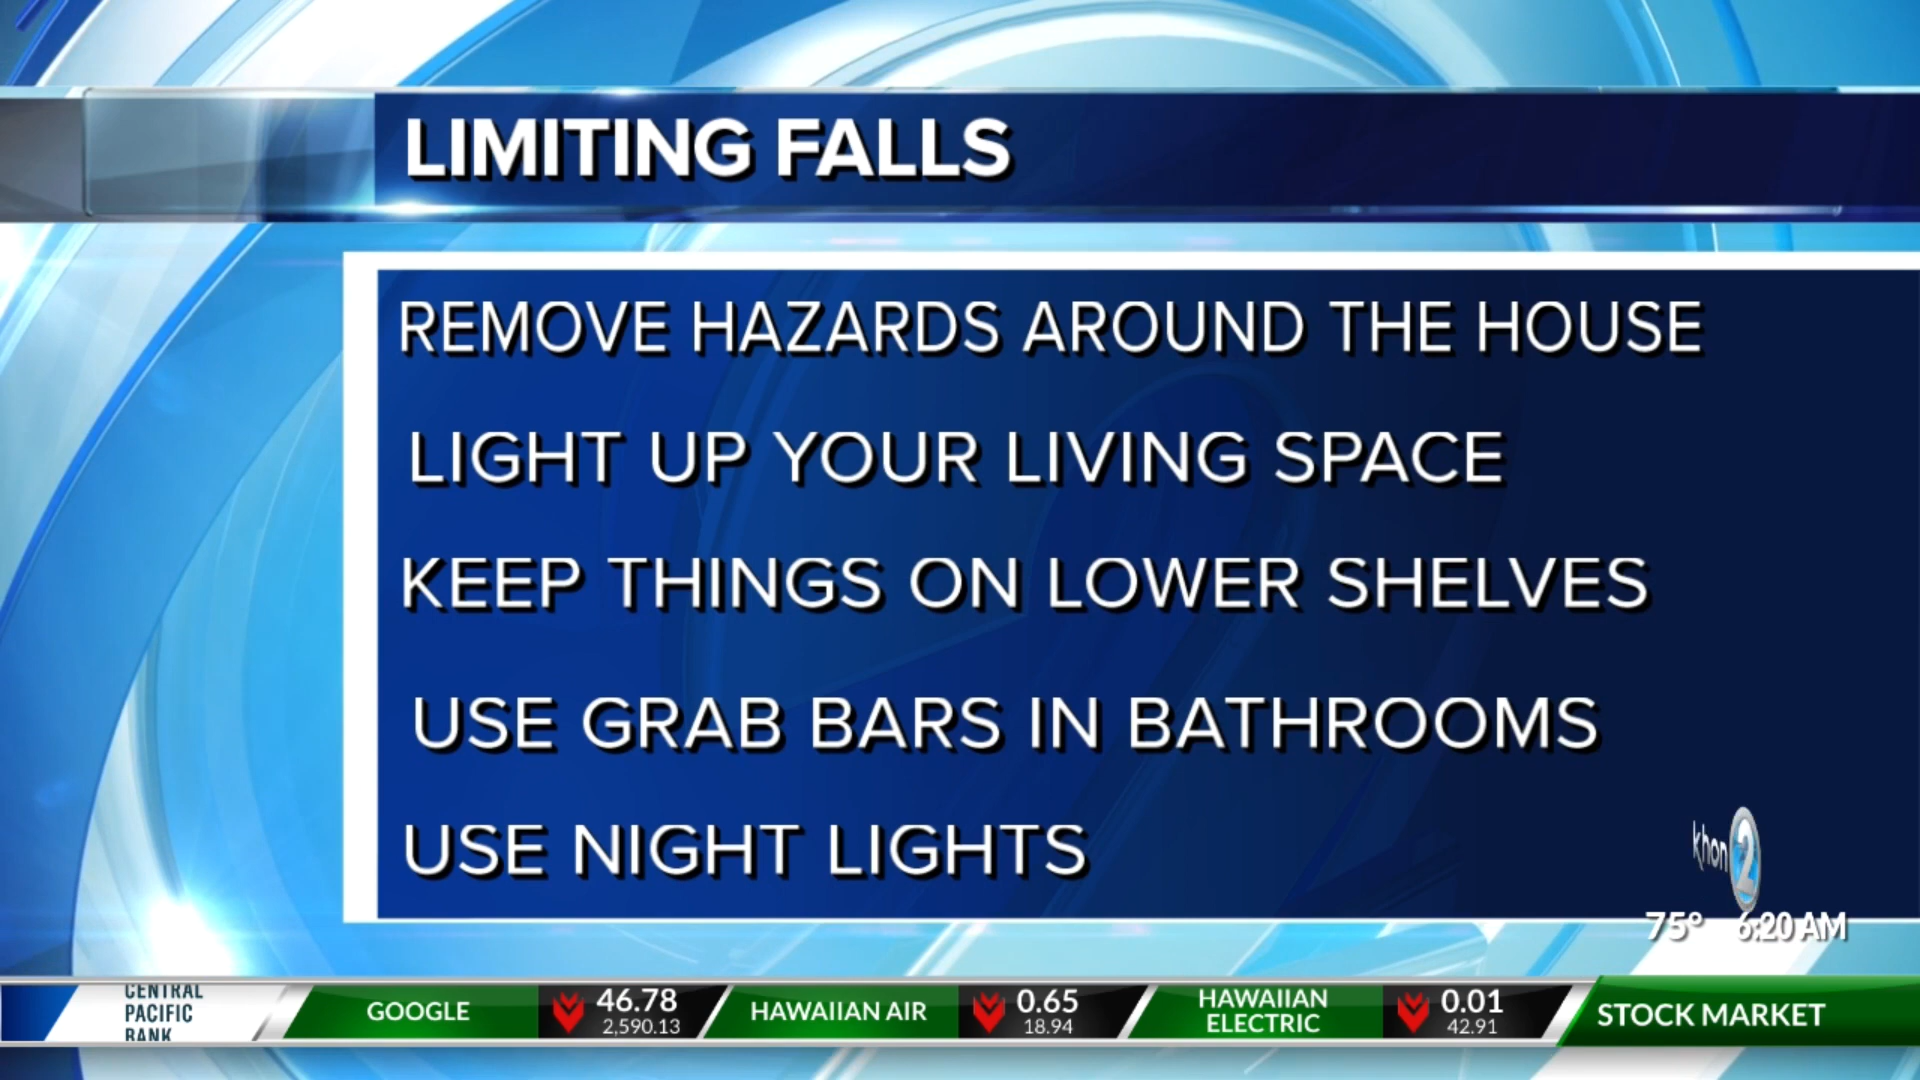 LIMITING FALLS
REMOVE HAZARDS AROUND THE HOUSE
LIGHT UP YOUR LIVING SPACE
KEEP THINGS ON LOWER SHELVES
USE GRAB BARS IN BATHROOMS
USE NIGHT LIGHTS
khon 2
75° 6:20 AM
CENTRAL
PACIFIC
BANK
GOOGLE
46.78
2,590.13
HAWAIIAN AIR
0.65
18.94
HAWAIIAN
ELECTRIC
0.01
42.91
STOCK MARKET